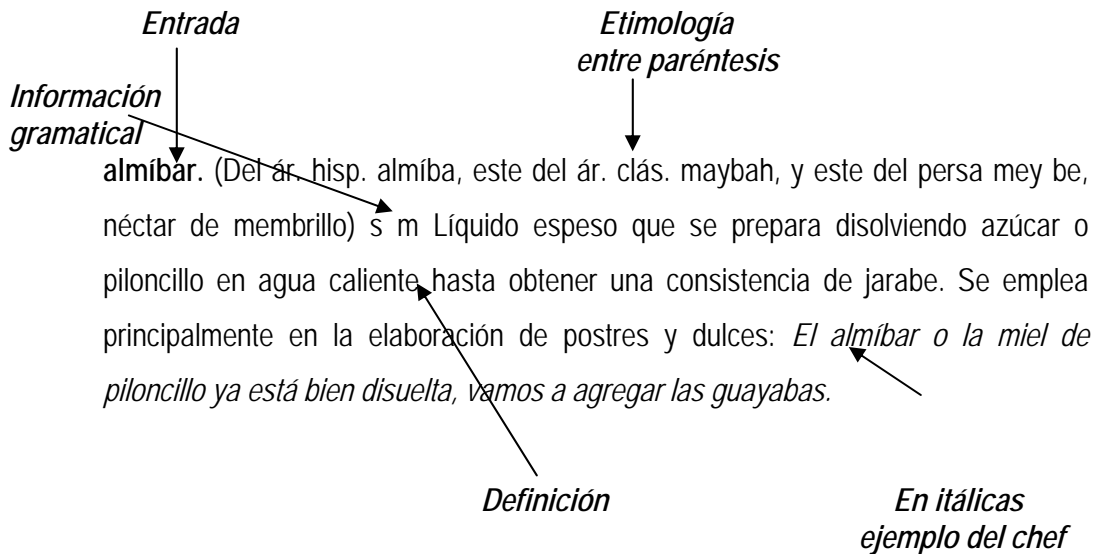 Entrada
Etimología
entre paréntesis
Información
gramatical
almíbar. (Del ár. hisp. almíba, este del ár. clás. maybah, y este del persa mey be,
néctar de membrillo) s m Líquido espeso que se prepara disolviendo azúcar o
piloncillo en agua caliente hasta obtener una consistencia de jarabe. Se emplea
principalmente en la elaboración de postres y dulces: El almíbar o la miel de
piloncillo ya está bien disuelta, vamos a agregar las guayabas.
Definición
En itálicas
ejemplo del chef